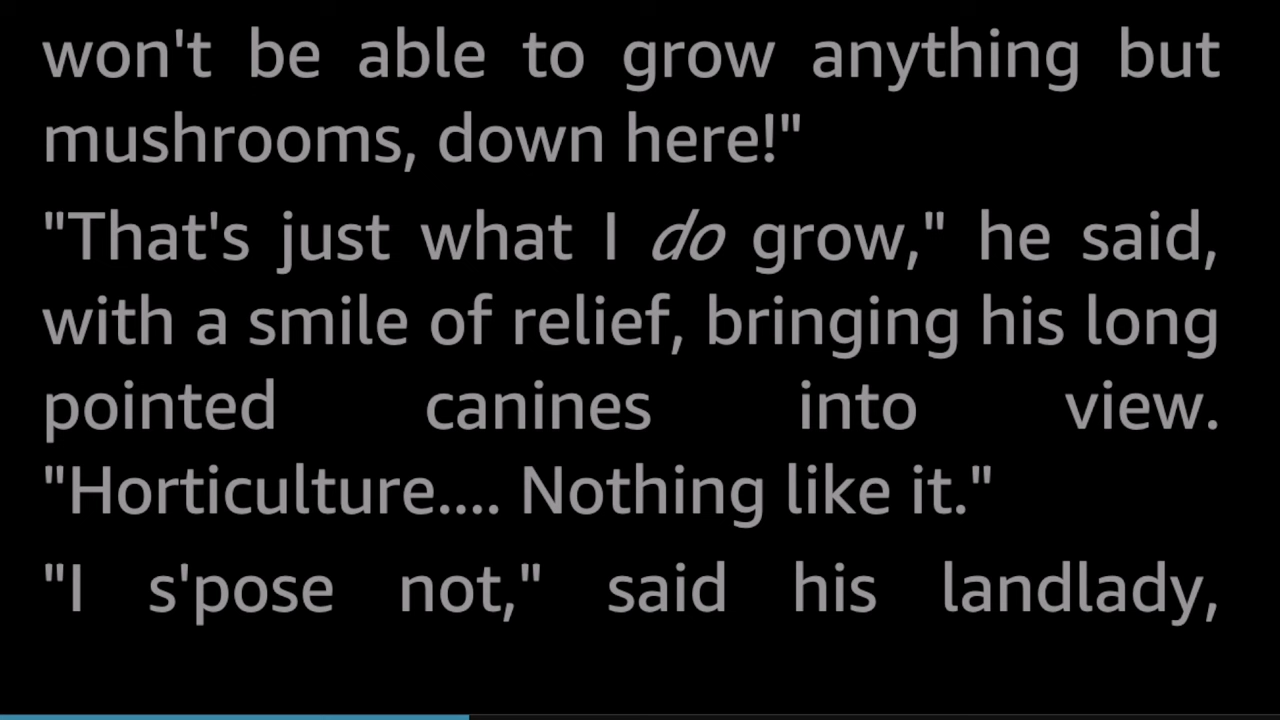 won't be able to grow anything but
mushrooms, down here!"
"That's just what I do grow," he said,
with a smile of relief, bringing his long
pointed canines into view.
"Horticulture.... Nothing like it."
"I s'pose not," said his landlady,